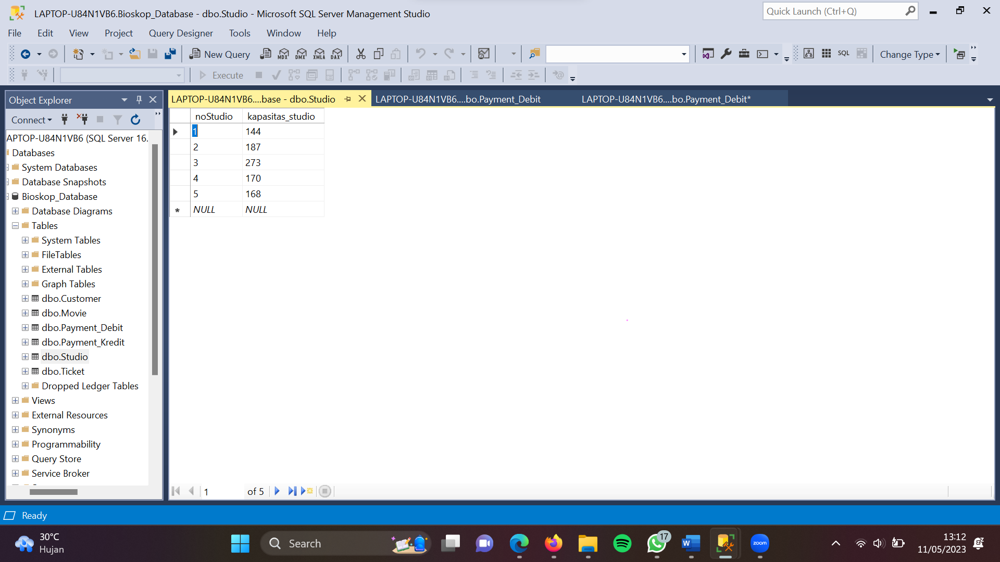 LAPTOP-U84N1VB6.Bioskop_Database - dbo.Studio - Microsoft SQL Server Management Studio
Quick Launch (Ctrl+Q)
File Edit View Project Query Designer Tools Window Help
New Query MDX DMX XMLA DAX SQL Change Type
Execute
Object Explorer
LAPTOP-U84N1VB6....base - dbo.Studio
LAPTOP-U84N1VB6....bo.Payment_Debit
LAPTOP-U84N1VB6....bo.Payment_Debit*
Connect
APTOP-U84N1VB6 (SQL Server 16.
Databases
System Databases
Database Snapshots
Bioskop_Database
Database Diagrams
Tables
System Tables
FileTables
External Tables
Graph Tables
dbo.Customer
dbo.Movie
dbo.Payment_Debit
dbo.Payment_Kredit
dbo.Studio
dbo.Ticket
Dropped Ledger Tables
Views
External Resources
Synonyms
Programmability
Query Store
Service Broker
noStudio kapasitas_studio
1 144
2 187
3 273
4 170
5 168
* NULL NULL
1 of 5
Ready
30°C
Hujan
Search
17
zoom
13:12
11/05/2023